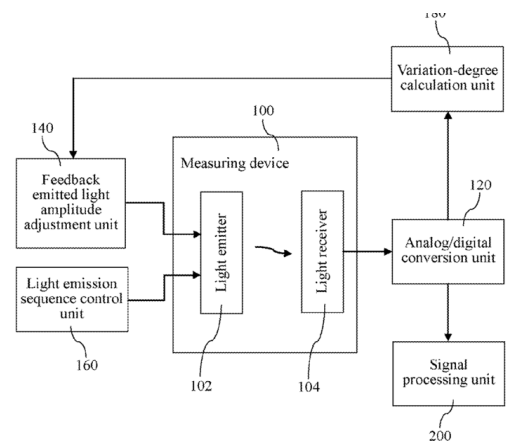 180
Variation-degree
calculation unit
140
Feedback
emitted light
amplitude
adjustment unit
100
Measuring device
Light emitter
Light receiver
120
Analog/digital
conversion unit
Light emission
sequence control
unit
160
102
104
Signal
processing unit
200